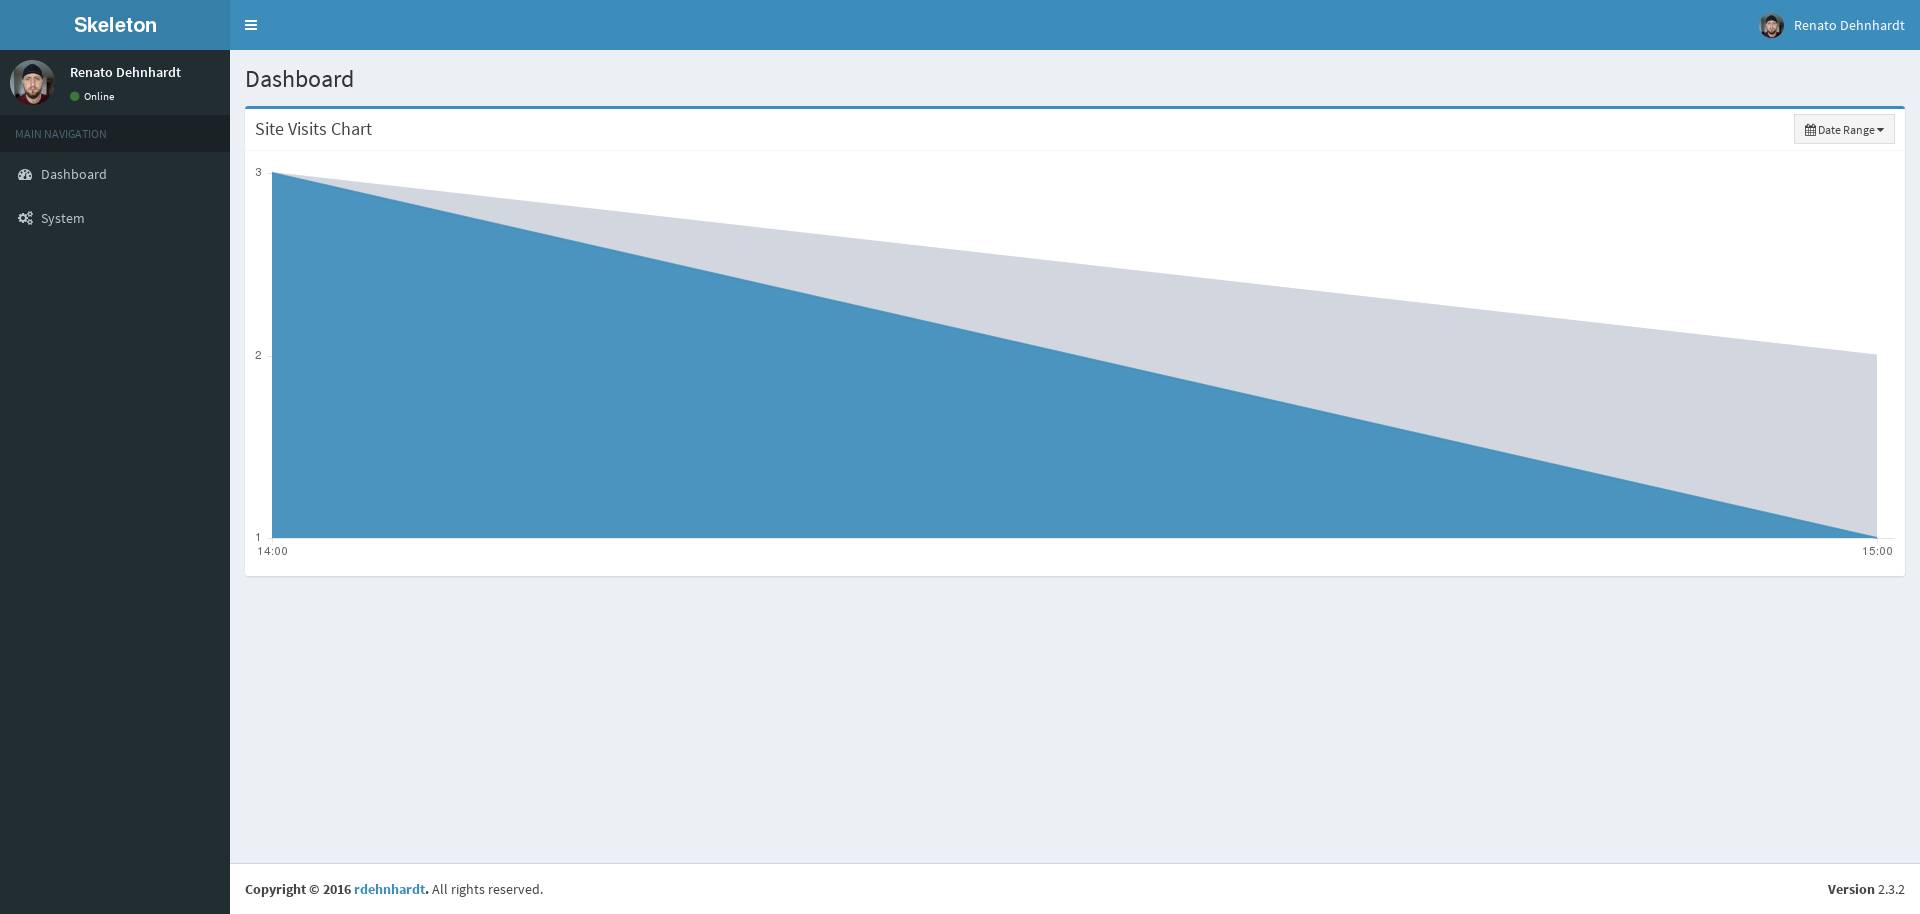 Skeleton
Renato Dehnhardt
Renato Dehnhardt
Online
MAIN NAVIGATION
Dashboard
System
Dashboard
Site Visits Chart
Date Range
3
2
1
14:00
15:00
Copyright © 2016 rdehnhardt. All rights reserved.
Version 2.3.2